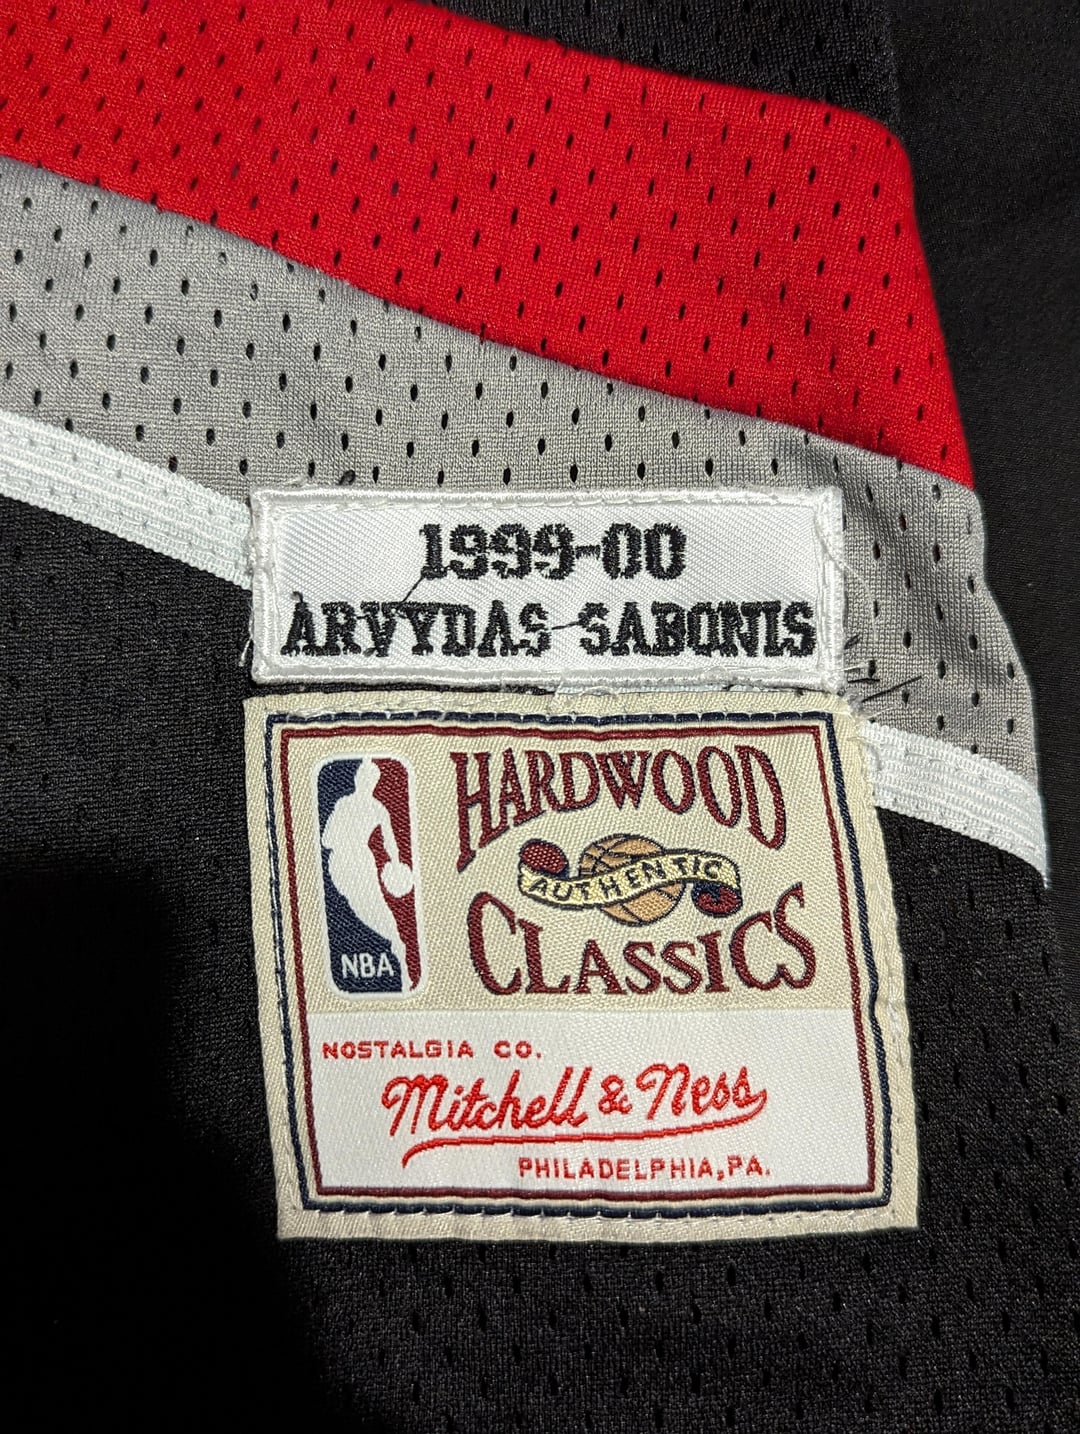 1999-00
ARVYDAS SABONIS
HARDWOOD
AUTHENTIC
CLASSICS
NBA
NOSTALGIA CO.
Mitchell & Ness
PHILADELPHIA, PA.